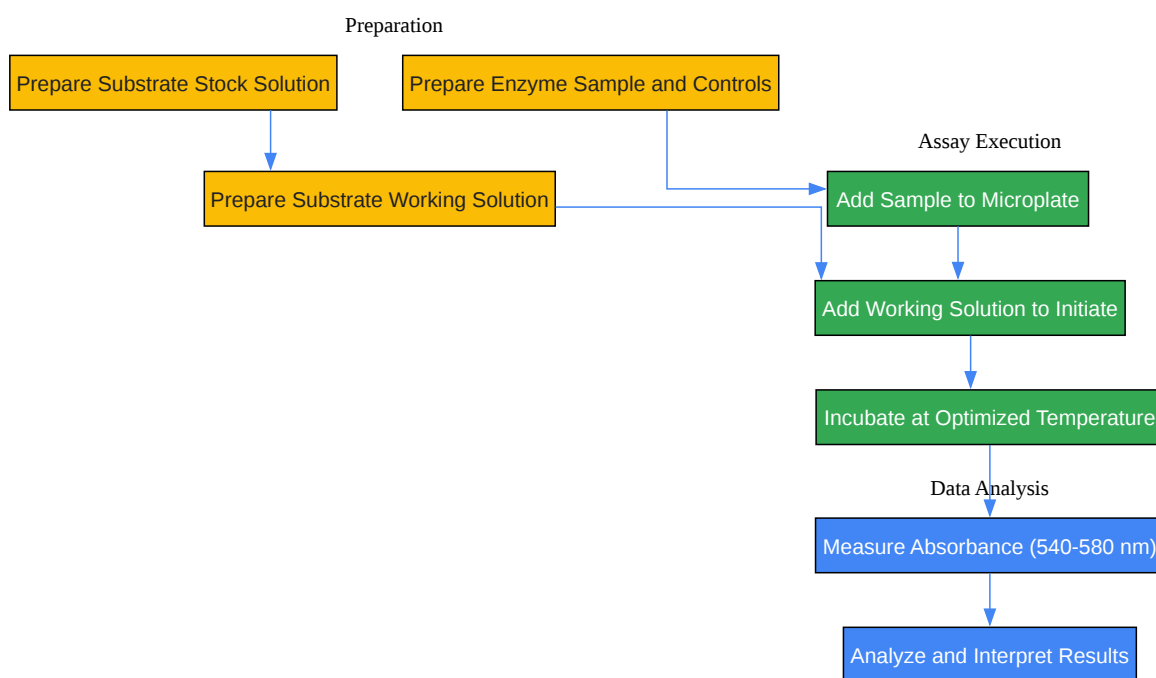 Preparation
Prepare Substrate Stock Solution
Prepare Enzyme Sample and Controls
Assay Execution
Prepare Substrate Working Solution
Add Sample to Microplate
Add Working Solution to Initiate
Incubate at Optimized Temperature
Data Analysis
Measure Absorbance (540-580 nm)
Analyze and Interpret Results